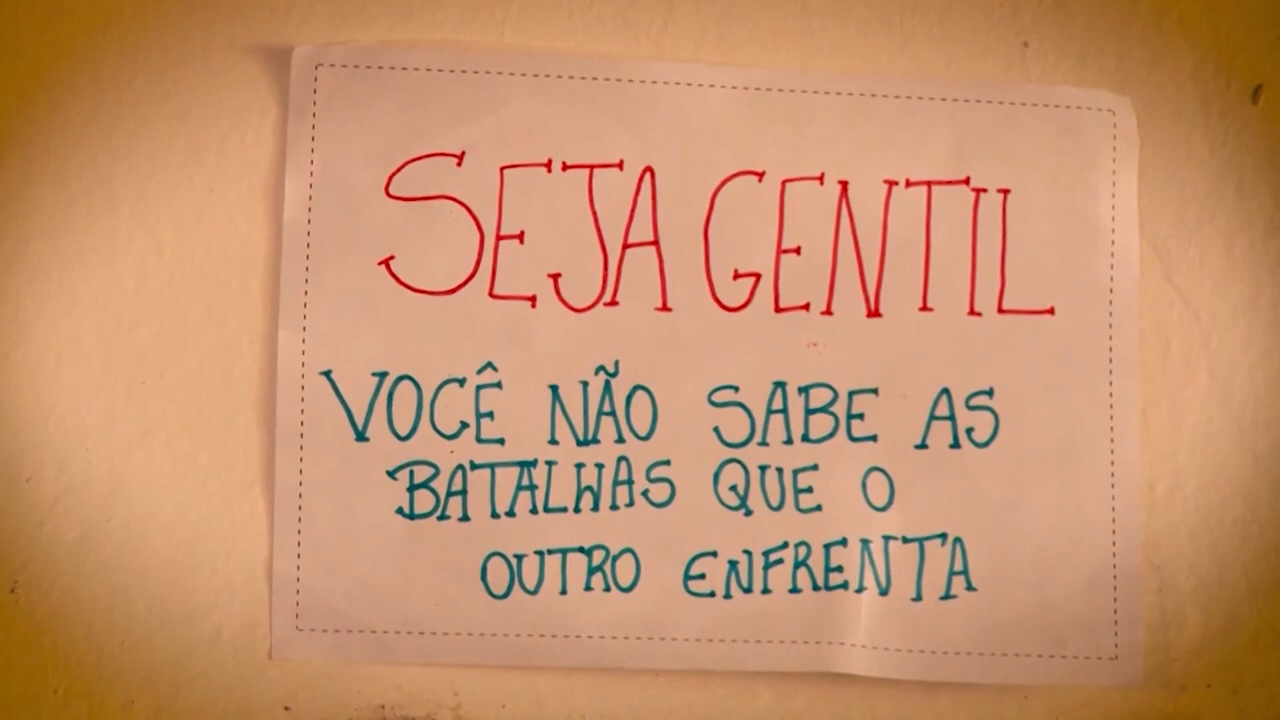 SEJA GENTIL
VOCÊ NÃO SABE AS
BATALHAS QUE O
OUTRO ENFRENTA